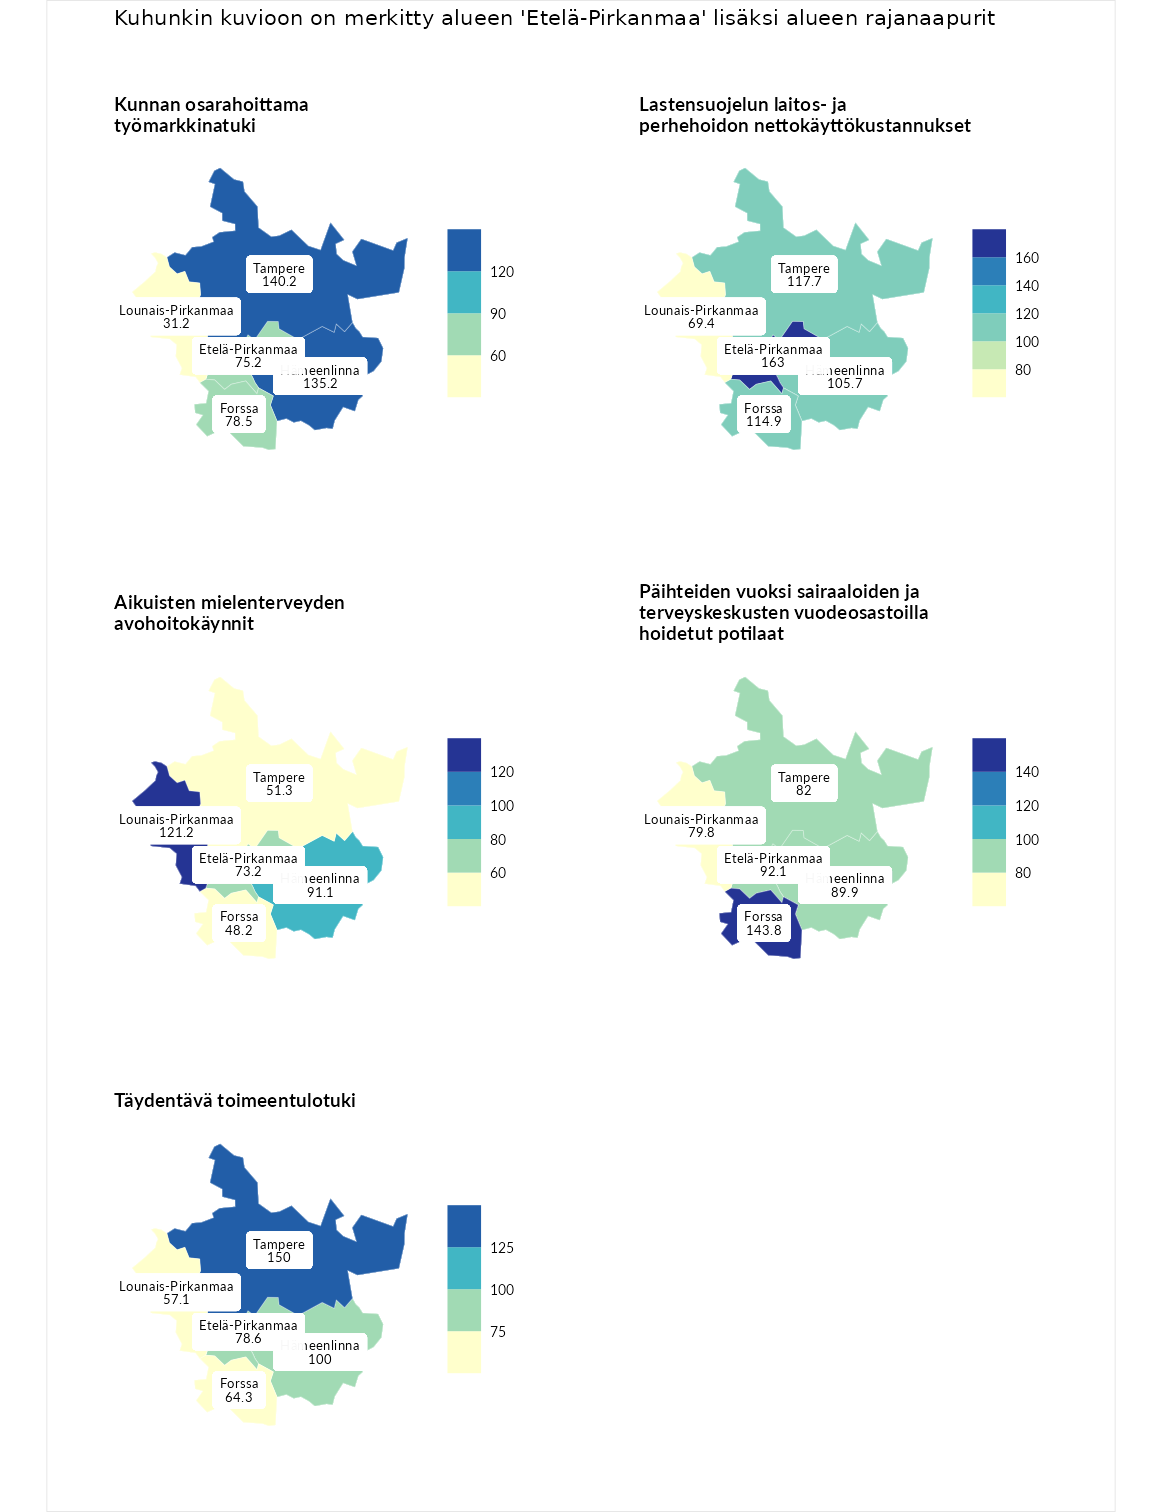 Kuhunkin kuvioon on merkitty alueen 'Etelä-Pirkanmaa' lisäksi alueen rajanaapurit
Kunnan osarahoittama
työmarkkinatuki
Tampere
140.2
Lounais-Pirkanmaa
31.2
Etelä-Pirkanmaa
75.2
Hämeenlinna
135.2
Forssa
78.5
120
90
60
Lastensuojelun laitos- ja
perhehoidon nettokäyttökustannukset
Tampere
117.7
Lounais-Pirkanmaa
69.4
Etelä-Pirkanmaa
163
Hämeenlinna
105.7
Forssa
114.9
160
140
120
100
80
Aikuisten mielenterveyden
avohoitokäynnit
Tampere
51.3
Lounais-Pirkanmaa
121.2
Etelä-Pirkanmaa
73.2
Hämeenlinna
91.1
Forssa
48.2
120
100
80
60
Päihteiden vuoksi sairaaloiden ja
terveyskeskusten vuodeosastoilla
hoidetut potilaat
Tampere
82
Lounais-Pirkanmaa
79.8
Etelä-Pirkanmaa
92.1
Hämeenlinna
89.9
Forssa
143.8
140
120
100
80
Täydentävä toimeentulotuki
Tampere
150
Lounais-Pirkanmaa
57.1
Etelä-Pirkanmaa
78.6
Hämeenlinna
100
Forssa
64.3
125
100
75